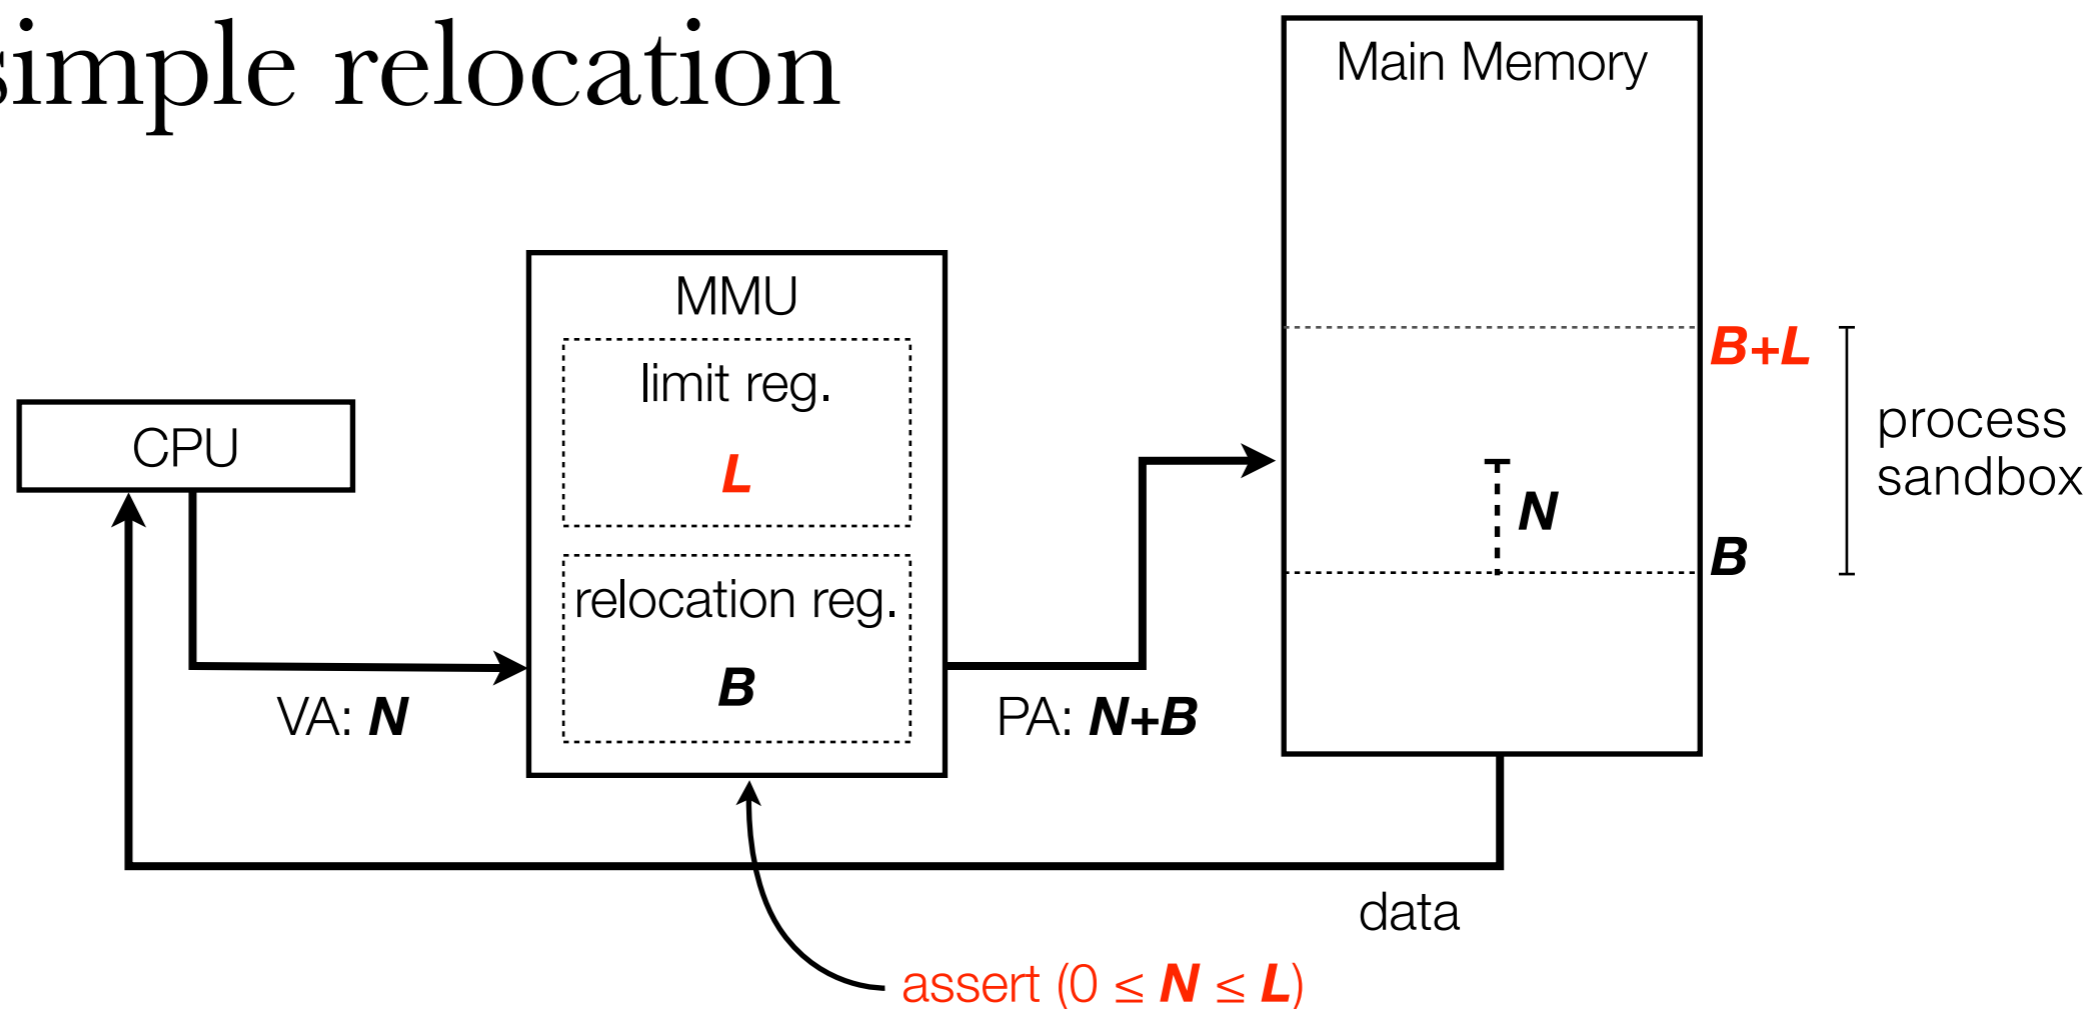 simple relocation
Main Memory
MMU
limit reg.
L
B+L
CPU
process
sandbox
N
B
relocation reg.
B
VA: N
PA: N+B
data
assert (0 ≤ N ≤ L)